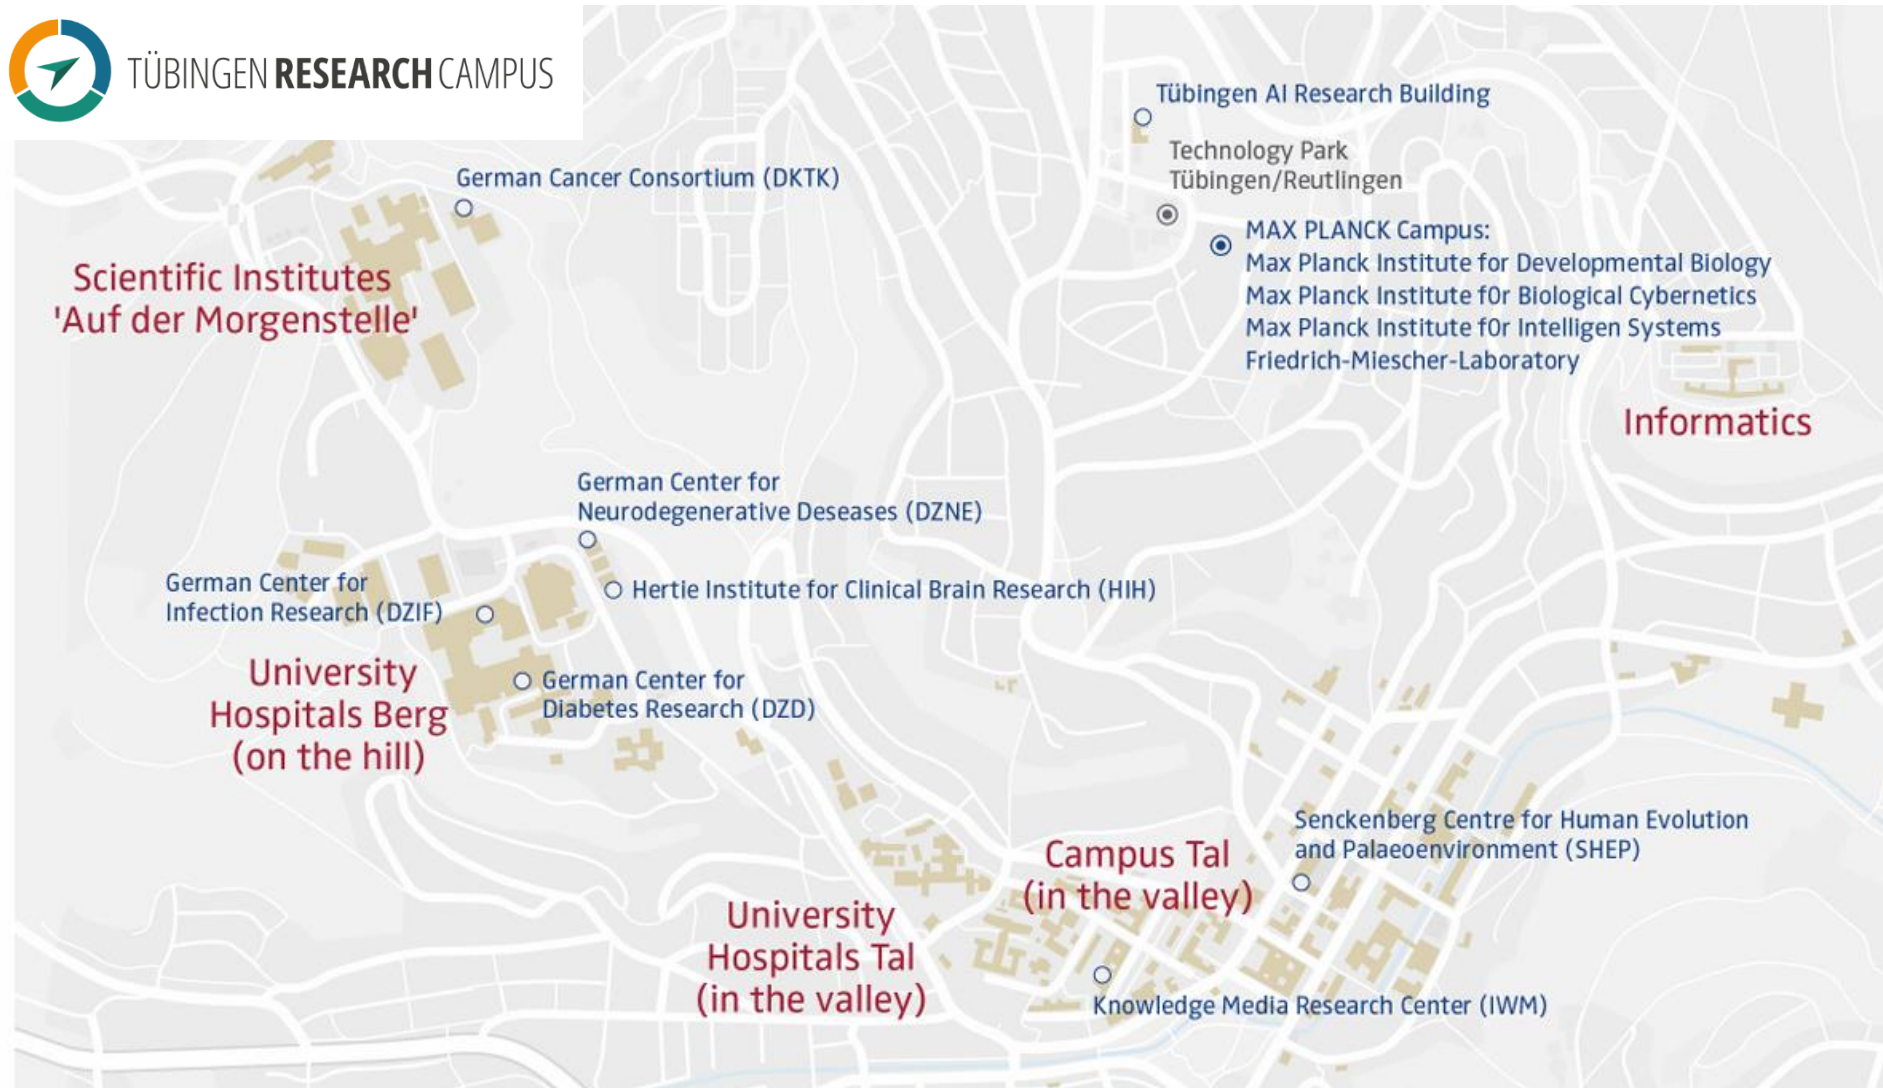 TÜBINGEN RESEARCH CAMPUS
Tübingen AI Research Building
Technology Park
Tübingen/Reutlingen
German Cancer Consortium (DKTK)
MAX PLANCK Campus:
Max Planck Institute for Developmental Biology
Max Planck Institute f0r Biological Cybernetics
Max Planck Institute f0r Intelligen Systems
Friedrich-Miescher-Laboratory
Scientific Institutes
'Auf der Morgenstelle'
Informatics
German Center for
Neurodegenerative Deseases (DZNE)
Hertie Institute for Clinical Brain Research (HIH)
German Center for
Infection Research (DZIF)
University
Hospitals Berg
(on the hill)
German Center for
Diabetes Research (DZD)
Senckenberg Centre for Human Evolution
and Palaeoenvironment (SHEP)
Campus Tal
(in the valley)
University
Hospitals Tal
(in the valley)
Knowledge Media Research Center (IWM)